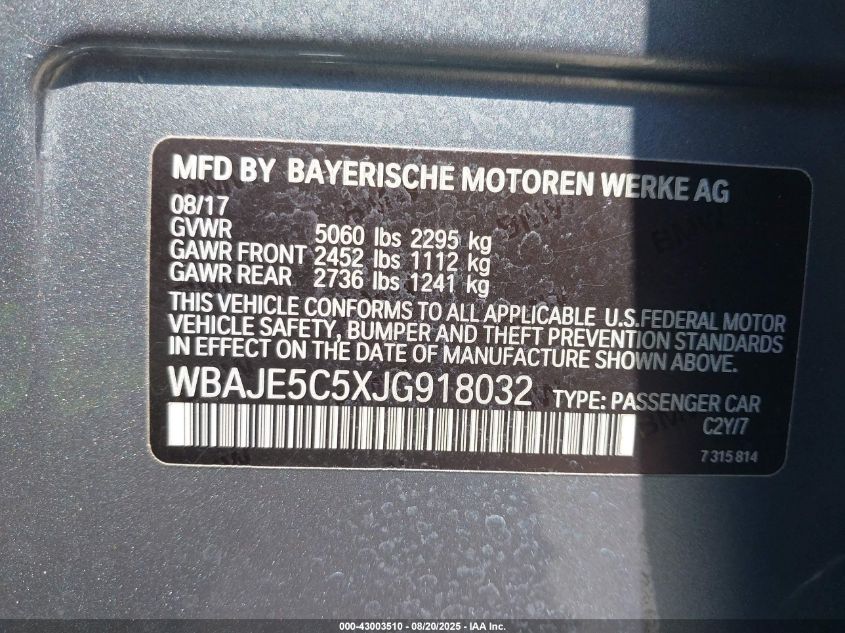 MFD BY BAYERISCHE MOTOREN WERKE AG
08/17
GVWR 5060 lbs 2295 kg
GAWR FRONT 2452 lbs 1112 kg
GAWR REAR 2736 lbs 1241 kg
THIS VEHICLE CONFORMS TO ALL APPLICABLE U.S.FEDERAL MOTOR
VEHICLE SAFETY, BUMPER AND THEFT PREVENTION STANDARDS
IN EFFECT ON THE DATE OF MANUFACTURE SHOWN ABOVE.
WBAJE5C5XJG918032 TYPE: PASSENGER CAR
C2Y/7
7 315 814
000-43003510 - 08/20/2025 - IAA Inc.